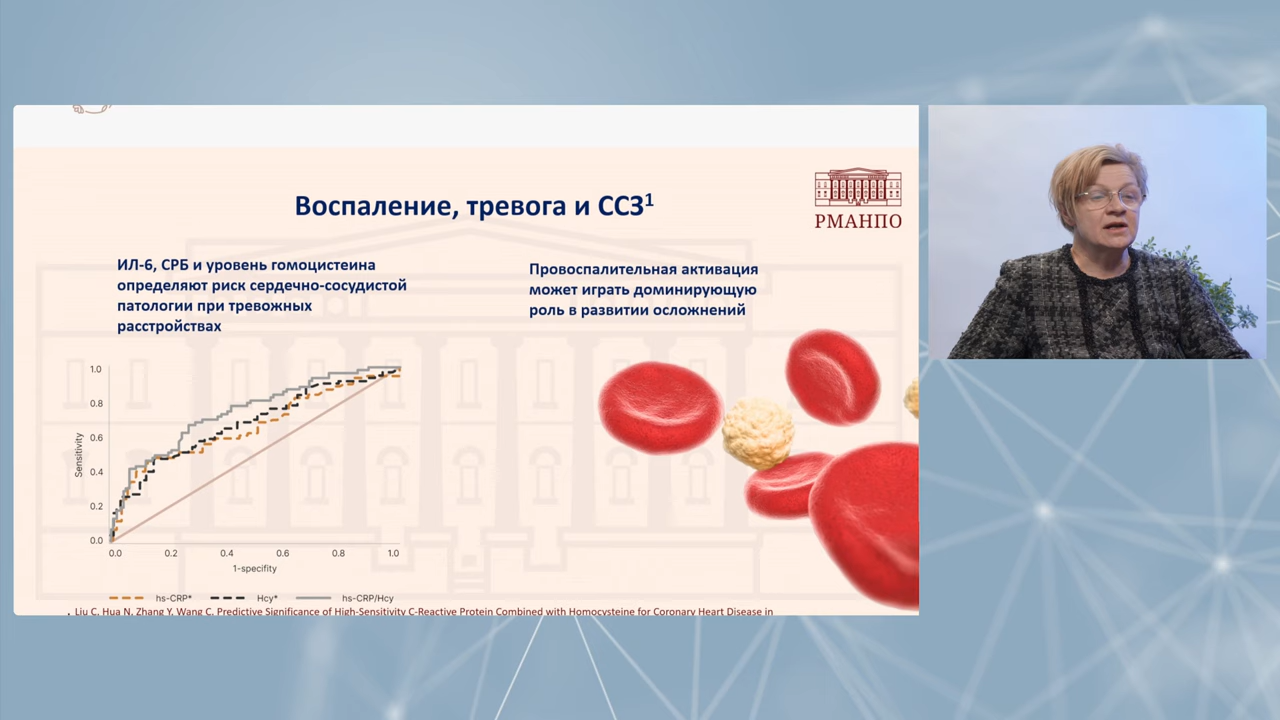 Воспаление, тревога и ССЗ1
РМАНПО
ИЛ-6, СРБ и уровень гомоцистеина
определяют риск сердечно-сосудистой
патологии при тревожных
расстройствах
Провоспалительная активация
может играть доминирующую
роль в развитии осложнений
1.0
0.8
0.6
0.4
0.2
0.0
Sensitivity
0.0 0.2 0.4 0.6 0.8 1.0
1-specifity
hs-CRP* Hcy* hs-CRP/Hcy
. Liu C, Hua N, Zhang Y, Wang C. Predictive Significance of High-Sensitivity C-Reactive Protein Combined with Homocysteine for Coronary Heart Disease in